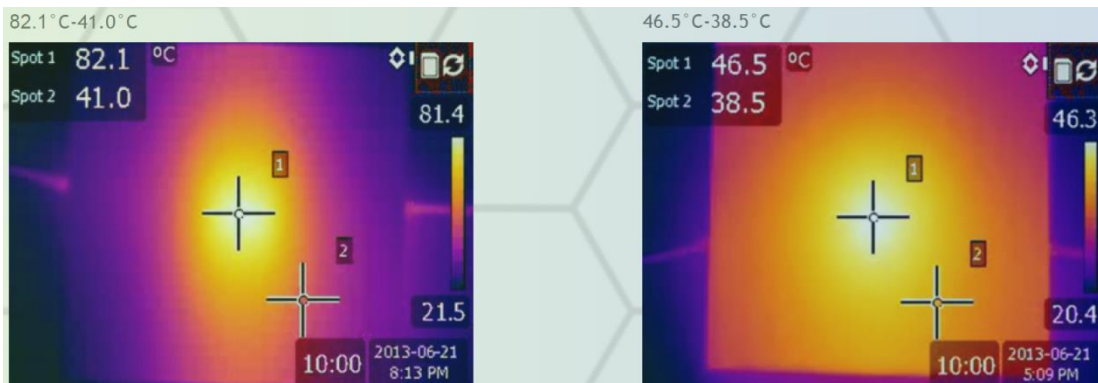 82.1°C-41.0°C
Spot 1 82.1 °C
Spot 2 41.0
81.4
1
2
21.5
10:00
2013-06-21
8:13 PM
46.5°C-38.5°C
Spot 1 46.5 °C
Spot 2 38.5
46.3
1
2
20.4
10:00
2013-06-21
5:09 PM